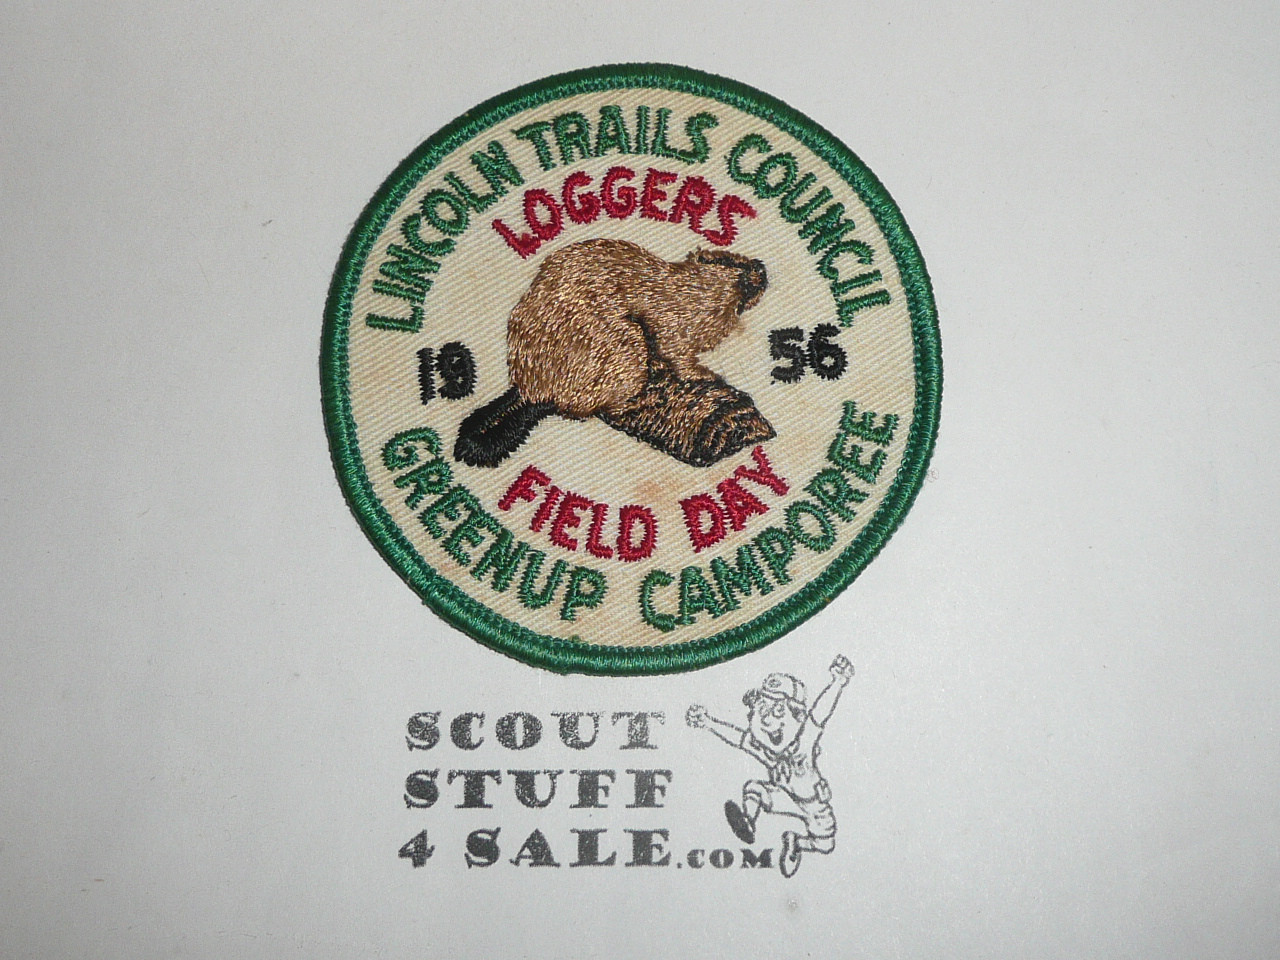 LINCOLN TRAILS COUNCIL
LOGGERS
19 56
FIELD DAY
GREENUP CAMPOREE
SCOUT
STUFF
4 SALE.COM